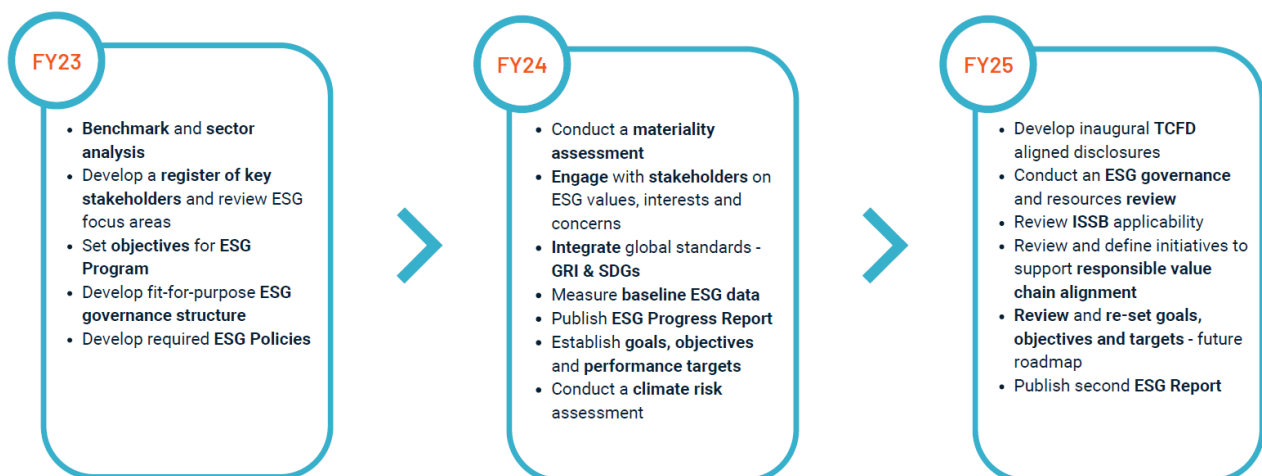 FY23
• Benchmark and sector
analysis
• Develop a register of key
stakeholders and review ESG
focus areas
• Set objectives for ESG
Program
• Develop fit-for-purpose ESG
governance structure
• Develop required ESG Policies
FY24
• Conduct a materiality
assessment
• Engage with stakeholders on
ESG values, interests and
concerns
• Integrate global standards -
GRI & SDGs
• Measure baseline ESG data
• Publish ESG Progress Report
• Establish goals, objectives
and performance targets
• Conduct a climate risk
assessment
FY25
• Develop inaugural TCFD
aligned disclosures
• Conduct an ESG governance
and resources review
• Review ISSB applicability
• Review and define initiatives to
support responsible value
chain alignment
• Review and re-set goals,
objectives and targets - future
roadmap
• Publish second ESG Report